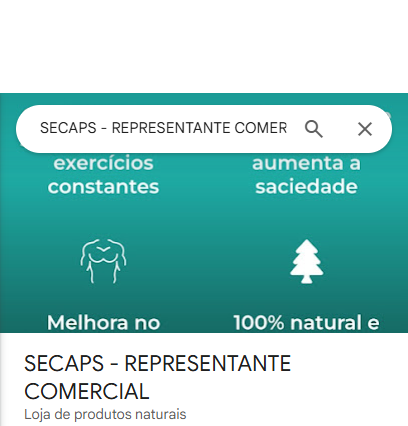 SECAPS - REPRESENTANTE COMER
exercícios
constantes
aumenta a
saciedade
Melhora no
100% natural e
SECAPS - REPRESENTANTE
COMERCIAL
Loja de produtos naturais